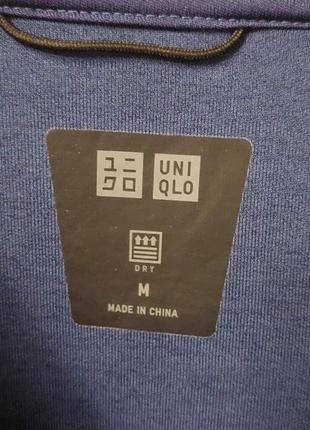 ユニ UNI
クロ QLO
DRY
M
MADE IN CHINA